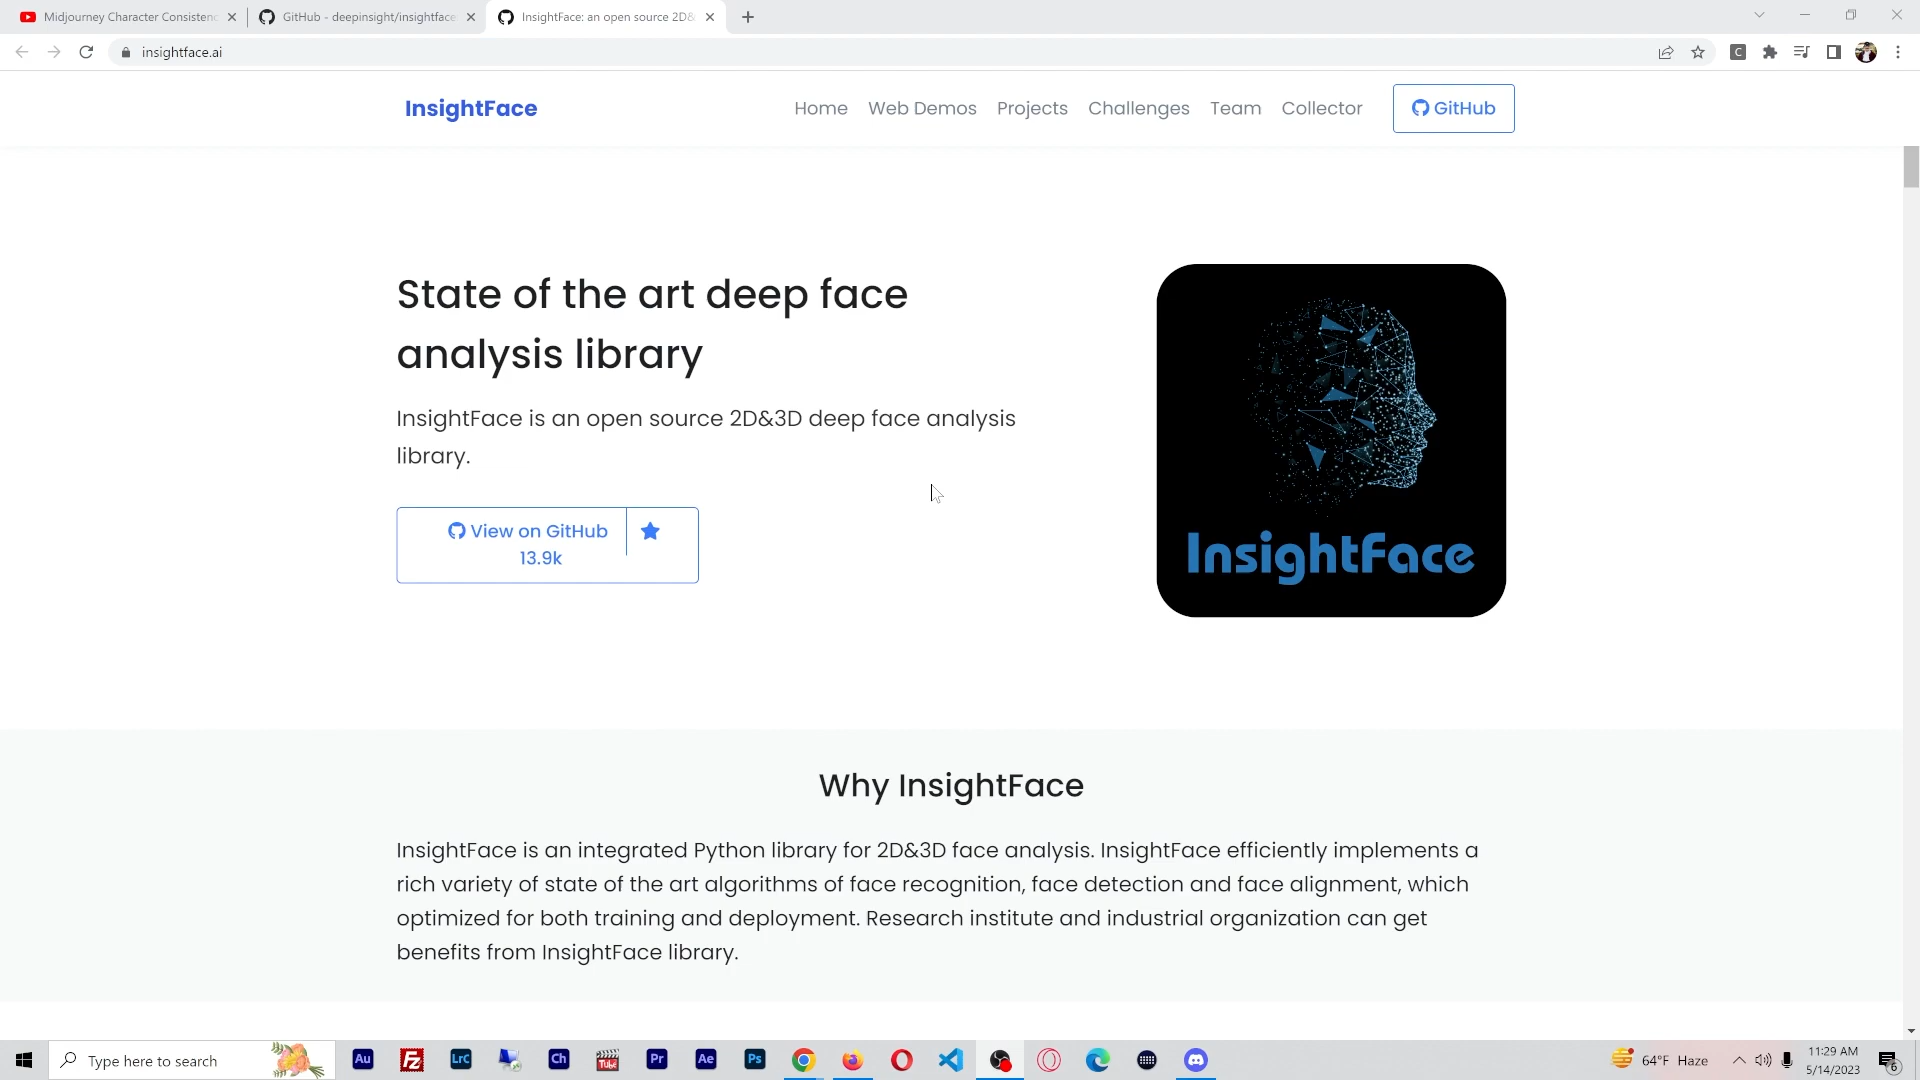 Midjourney Character Consistenc
GitHub - deepinsight/insightface
InsightFace: an open source 2D&
insightface.ai
C
InsightFace
Home
Web Demos
Projects
Challenges
Team
Collector
GitHub
State of the art deep face
analysis library
InsightFace is an open source 2D&3D deep face analysis
library.
View on GitHub
13.9k
InsightFace
Why InsightFace
InsightFace is an integrated Python library for 2D&3D face analysis. InsightFace efficiently implements a
rich variety of state of the art algorithms of face recognition, face detection and face alignment, which
optimized for both training and deployment. Research institute and industrial organization can get
benefits from InsightFace library.
Type here to search
Au
Fz
LrC
Ch
Tube
Pr
Ae
Ps
64°F Haze
11:29 AM
5/14/2023
6